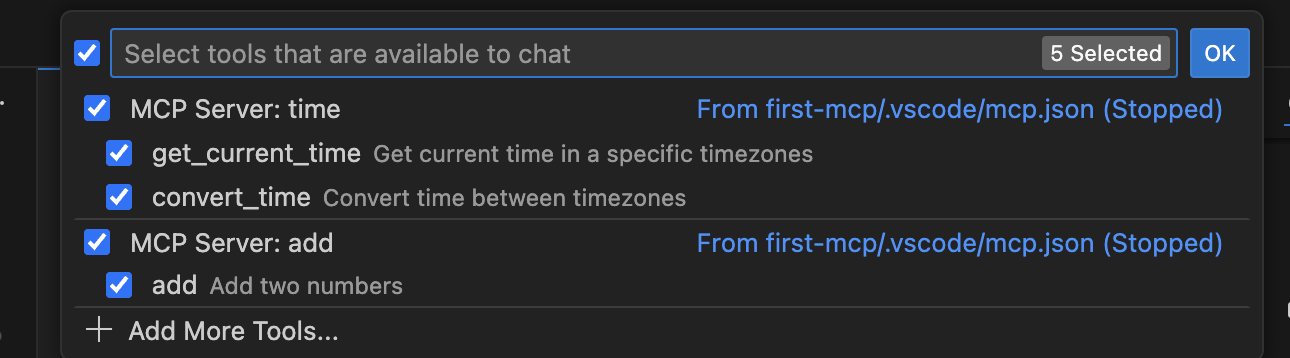 Select tools that are available to chat 5 Selected OK
MCP Server: time From first-mcp/.vscode/mcp.json (Stopped)
get_current_time Get current time in a specific timezones
convert_time Convert time between timezones
MCP Server: add From first-mcp/.vscode/mcp.json (Stopped)
add Add two numbers
Add More Tools...